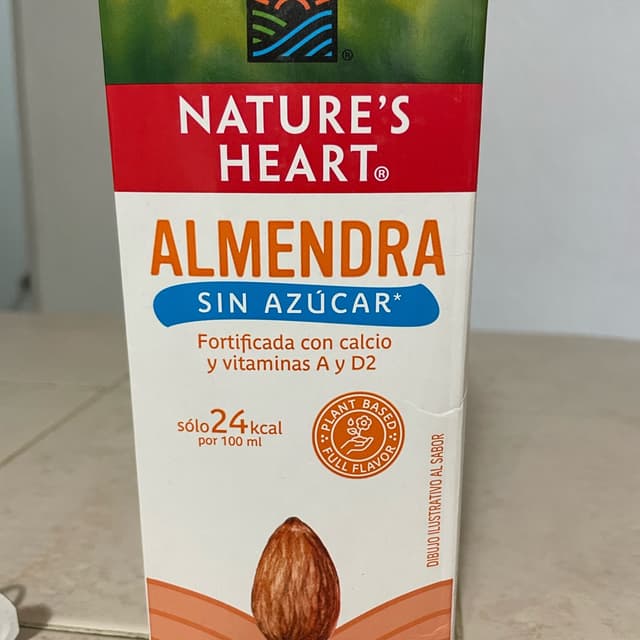 ®
NATURE'S
HEART®
ALMENDRA
SIN AZÚCAR*
Fortificada con calcio
y vitaminas A y D2
sólo 24 kcal
por 100 ml
PLANT BASED
FULL FLAVOR
DIBUJO ILUSTRATIVO AL SABOR